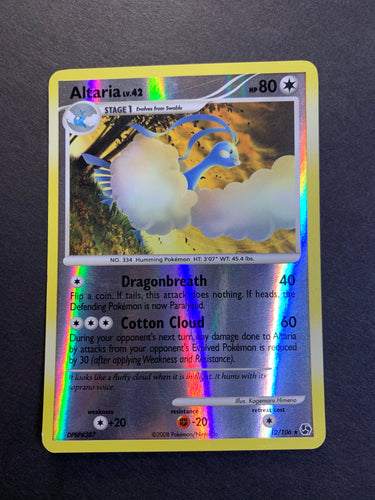 Altaria LV.42 HP 80
STAGE 1 Evolves from Swablu
NO. 334 Humming Pokémon HT: 3'07" WT: 45.4 lbs.
Dragonbreath 40
Flip a coin. If tails, this attack does nothing. If heads, the
Defending Pokémon is now Paralyzed.
Cotton Cloud 60
During your opponent's next turn, any damage done to Altaria
by attacks from your opponent's Evolved Pokémon is reduced
by 30 (after applying Weakness and Resistance).
It looks like a fluffy cloud when it is in flight. It hums with its
soprano voice.
Illus. Kagemaru Himeno
weakness resistance retreat cost
+20 -20
DPBP#387 ©2008 Pokémon/Nintendo 12/106 ★